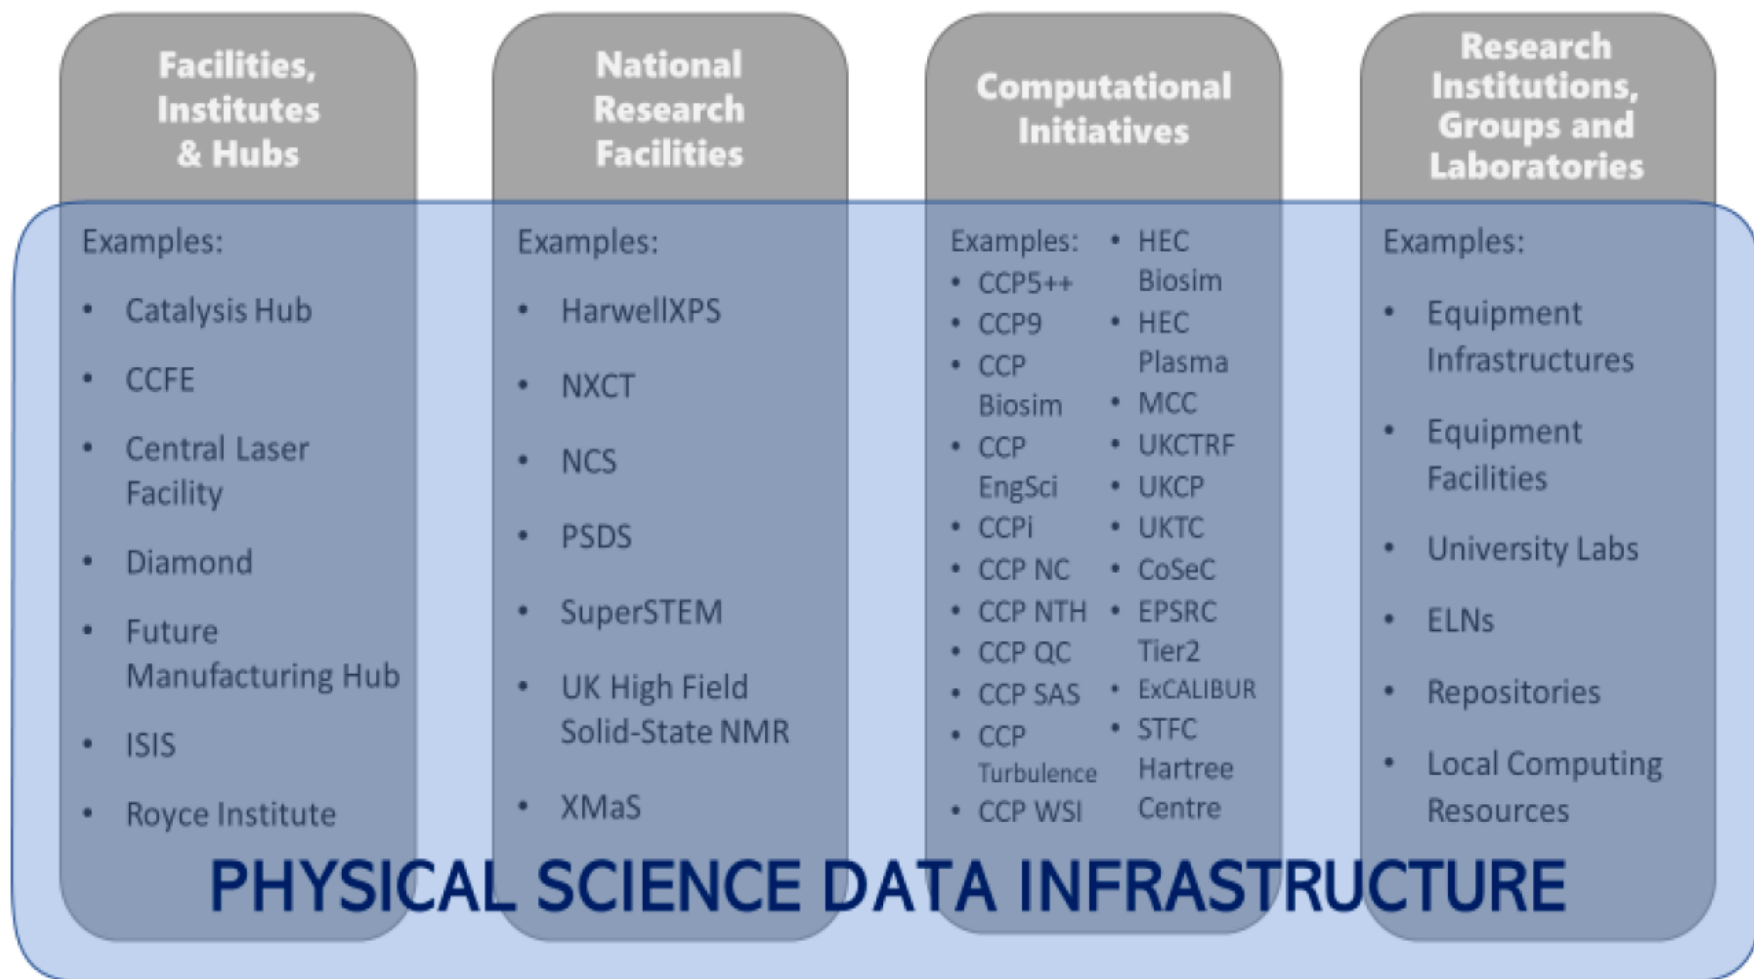 Facilities,
Institutes
& Hubs
Examples:
• Catalysis Hub
• CCFE
• Central Laser
Facility
• Diamond
• Future
Manufacturing Hub
• ISIS
• Royce Institute
National
Research
Facilities
Examples:
• HarwellXPS
• NXCT
• NCS
• PSDS
• SuperSTEM
• UK High Field
Solid-State NMR
• XMaS
Computational
Initiatives
Examples:
• CCP5++
• CCP9
• CCP
Biosim
• CCP
EngSci
• CCPi
• CCP NC
• CCP NTH
• CCP QC
• CCP SAS
• CCP
Turbulence
• CCP WSI
• HEC
Biosim
• HEC
Plasma
• MCC
• UKCTRF
• UKCP
• UKTC
• CoSeC
• EPSRC
Tier2
• ExCALIBUR
• STFC
Hartree
Centre
Research
Institutions,
Groups and
Laboratories
Examples:
• Equipment
Infrastructures
• Equipment
Facilities
• University Labs
• ELNs
• Repositories
• Local Computing
Resources
PHYSICAL SCIENCE DATA INFRASTRUCTURE